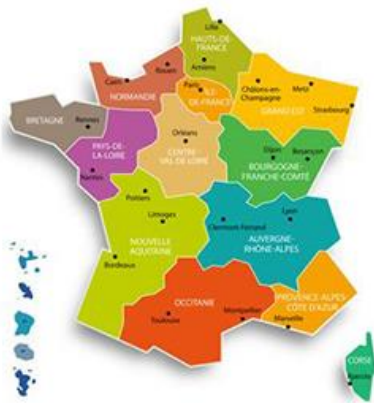 Lille
HAUTS-DE-
FRANCE
Amiens
Rouen
Caen
NORMANDIE
Paris
ILE-
DE-FRANCE
Châlons-en-
Champagne
Metz
GRAND EST
Strasbourg
BRETAGNE
Rennes
PAYS-DE-
LA-LOIRE
Nantes
Orléans
CENTRE-
VAL DE LOIRE
Dijon
Besançon
BOURGOGNE-
FRANCHE-COMTÉ
Poitiers
Limoges
NOUVELLE
AQUITAINE
Bordeaux
Clermont-Ferrand
Lyon
AUVERGNE-
RHÔNE-ALPES
OCCITANIE
Toulouse
Montpellier
PROVENCE-ALPES-
CÔTE D'AZUR
Marseille
CORSE
Ajaccio